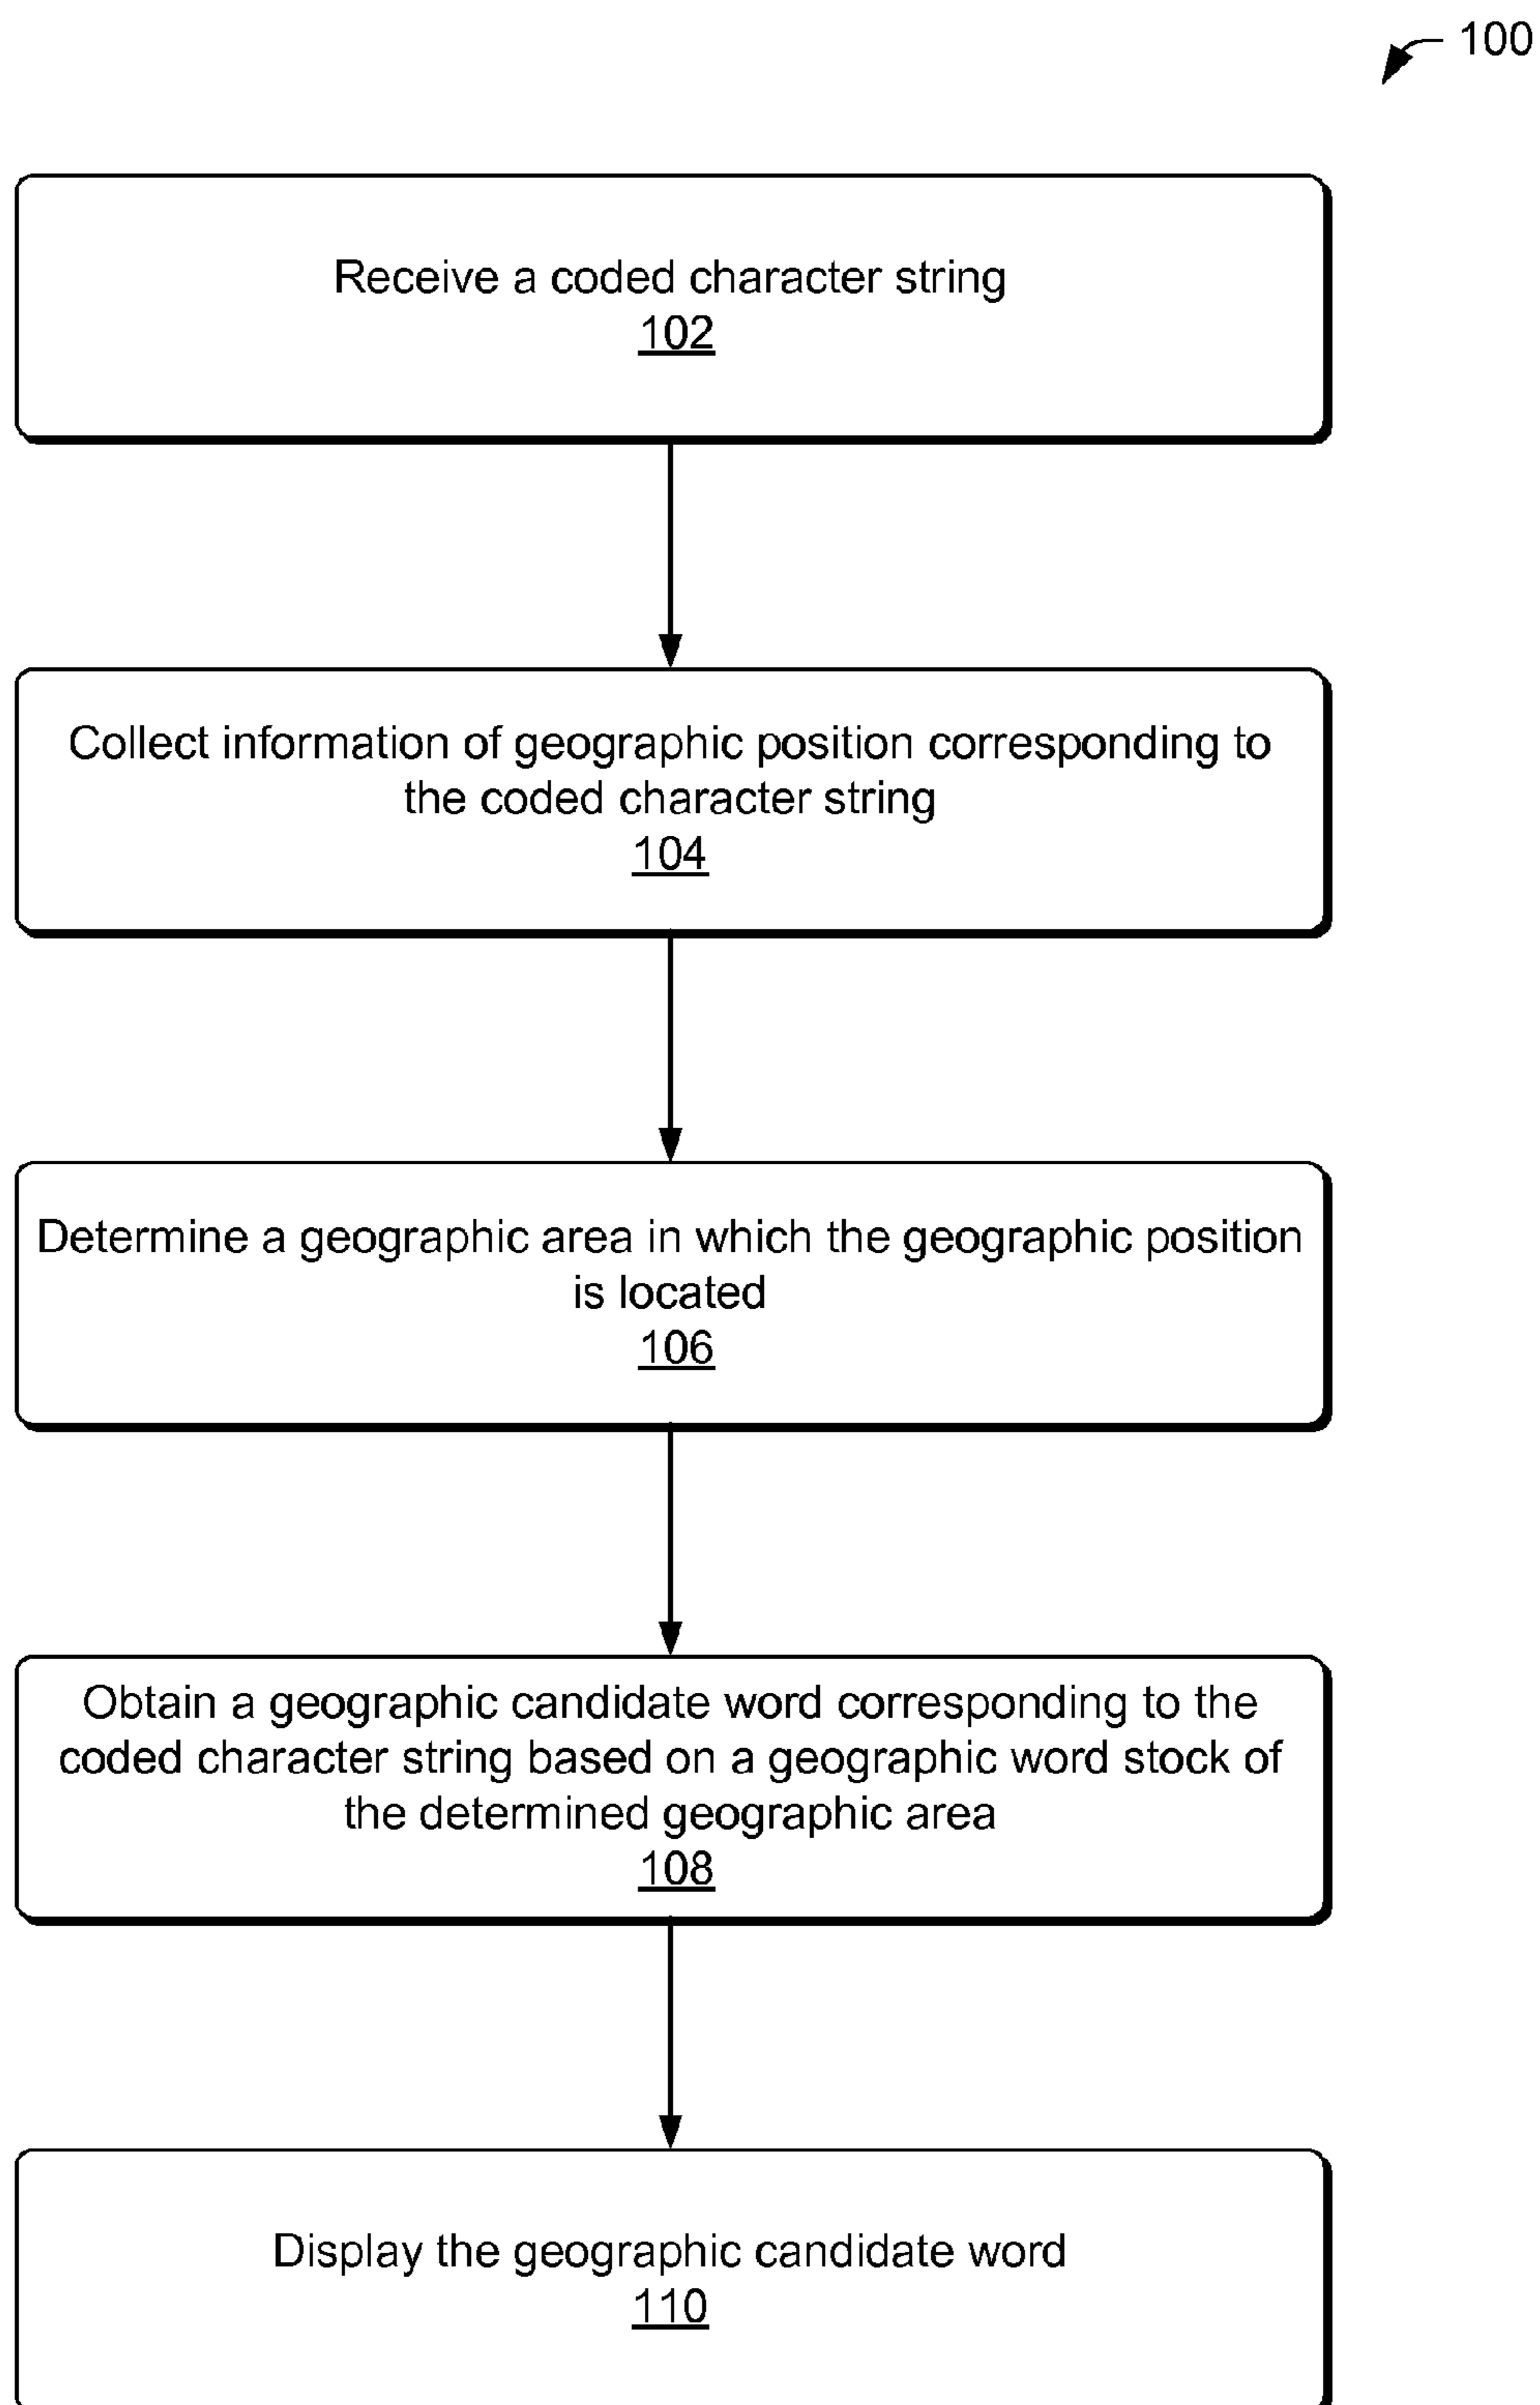 100
Receive a coded character string
102
Collect information of geographic position corresponding to
the coded character string
104
Determine a geographic area in which the geographic position
is located
106
Obtain a geographic candidate word corresponding to the
coded character string based on a geographic word stock of
the determined geographic area
108
Display the geographic candidate word
110